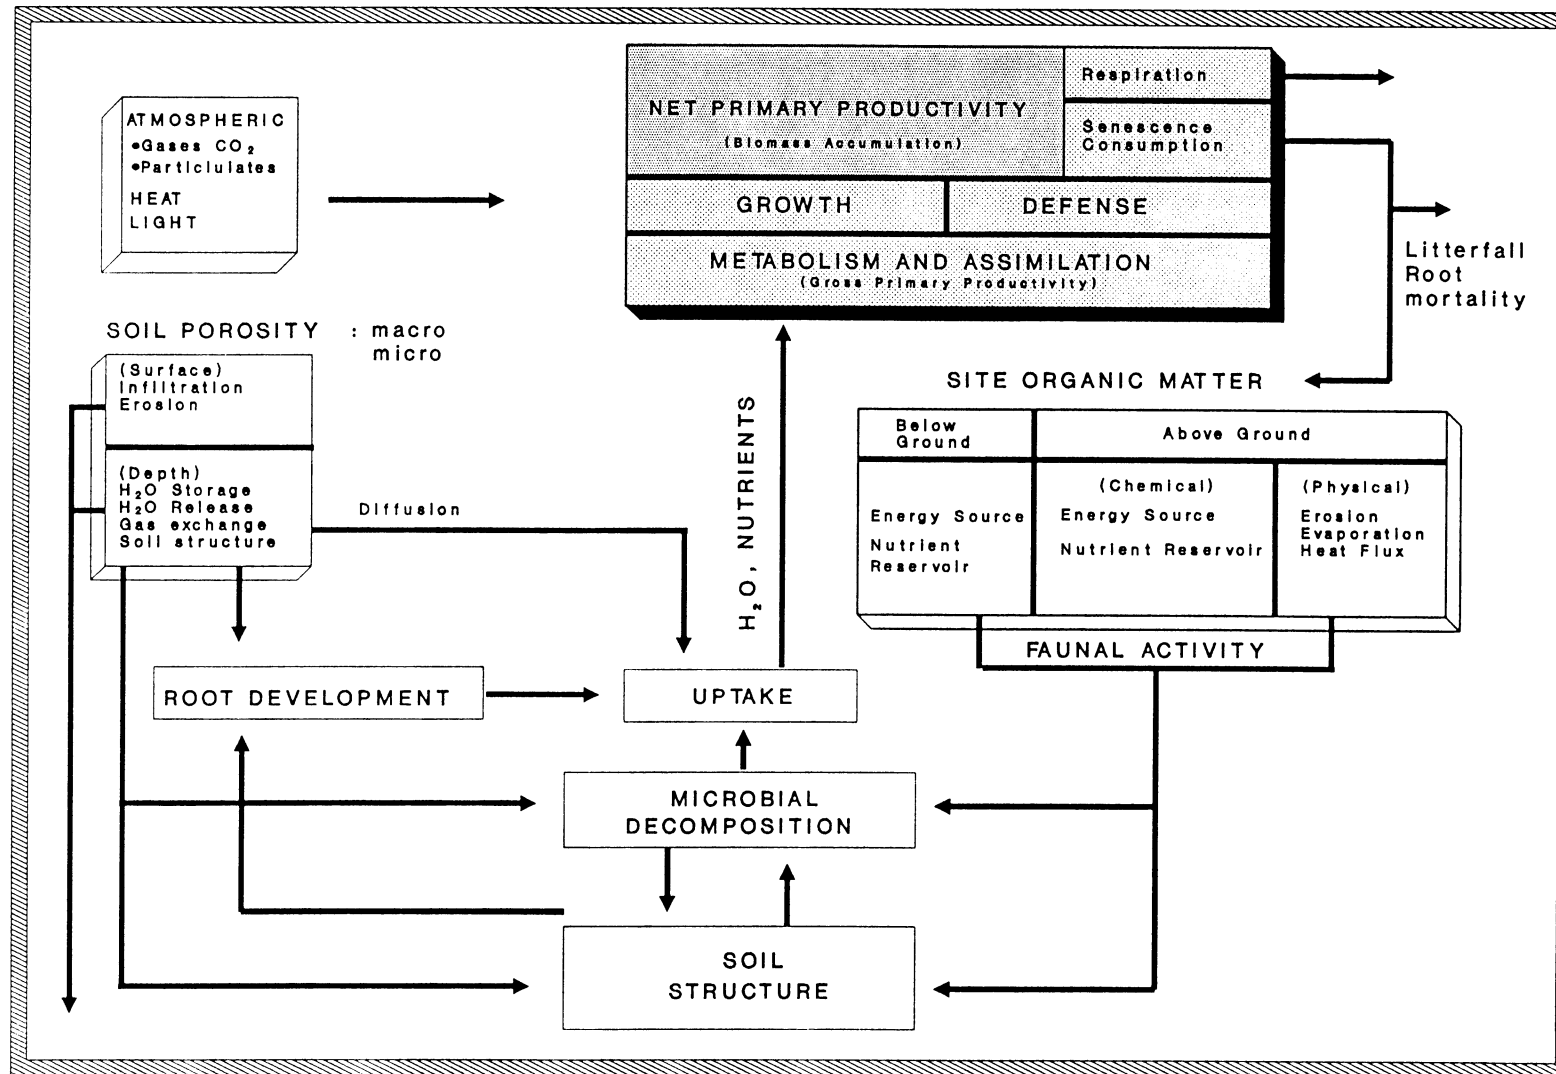 ATMOSPHERIC
•Gases CO₂
•Particlulates
HEAT
LIGHT
NET PRIMARY PRODUCTIVITY
(Biomass Accumulation)
Respiration
Senescence
Consumption
GROWTH
DEFENSE
METABOLISM AND ASSIMILATION
(Gross Primary Productivity)
Litterfall
Root
mortality
SOIL POROSITY : macro
micro
(Surface)
Infiltration
Erosion
(Depth)
H₂O Storage
H₂O Release
Gas exchange
Soil structure
Diffusion
H₂O, NUTRIENTS
SITE ORGANIC MATTER
Below
Ground
Above Ground
Energy Source
Nutrient
Reservoir
(Chemical)
Energy Source
Nutrient Reservoir
(Physical)
Erosion
Evaporation
Heat Flux
FAUNAL ACTIVITY
ROOT DEVELOPMENT
UPTAKE
MICROBIAL
DECOMPOSITION
SOIL
STRUCTURE